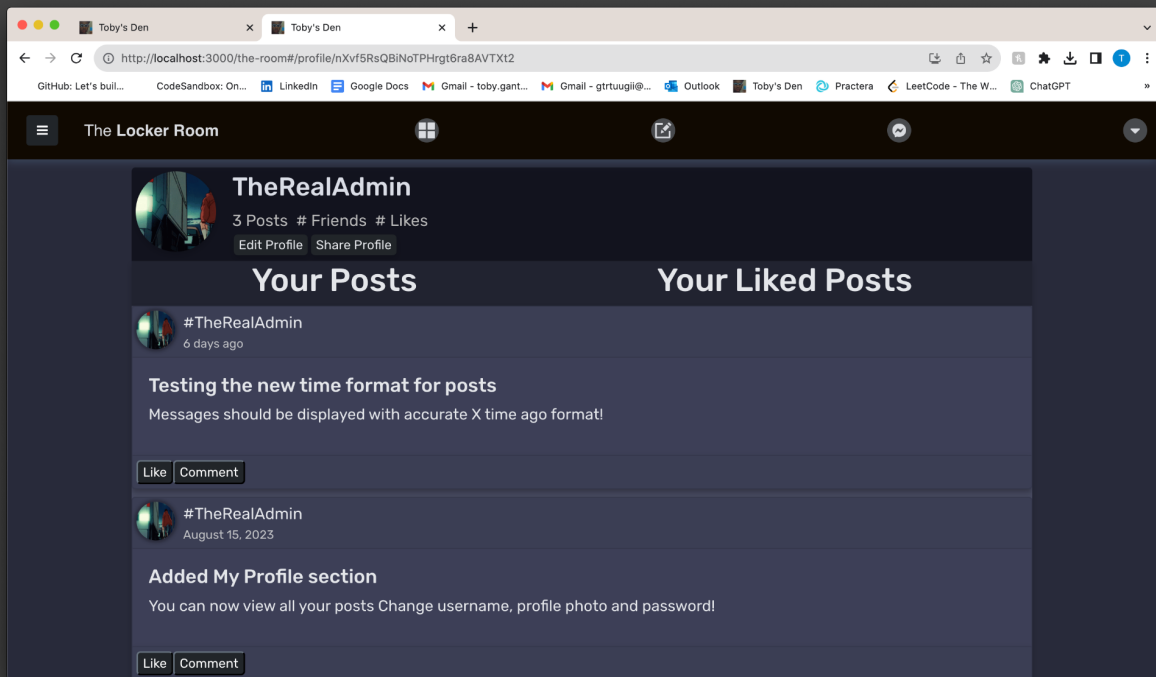 Toby's Den
Toby's Den
http://localhost:3000/the-room#/profile/nXvf5RsQBiNoTPHrgt6ra8AVTXt2
T
GitHub: Let's buil... CodeSandbox: On... LinkedIn Google Docs Gmail - toby.gant... Gmail - gtrtuugii@... Outlook Toby's Den Practera LeetCode - The W... ChatGPT »
The Locker Room
TheRealAdmin
3 Posts # Friends # Likes
Edit Profile Share Profile
Your Posts Your Liked Posts
#TheRealAdmin
6 days ago
Testing the new time format for posts
Messages should be displayed with accurate X time ago format!
Like Comment
#TheRealAdmin
August 15, 2023
Added My Profile section
You can now view all your posts Change username, profile photo and password!
Like Comment